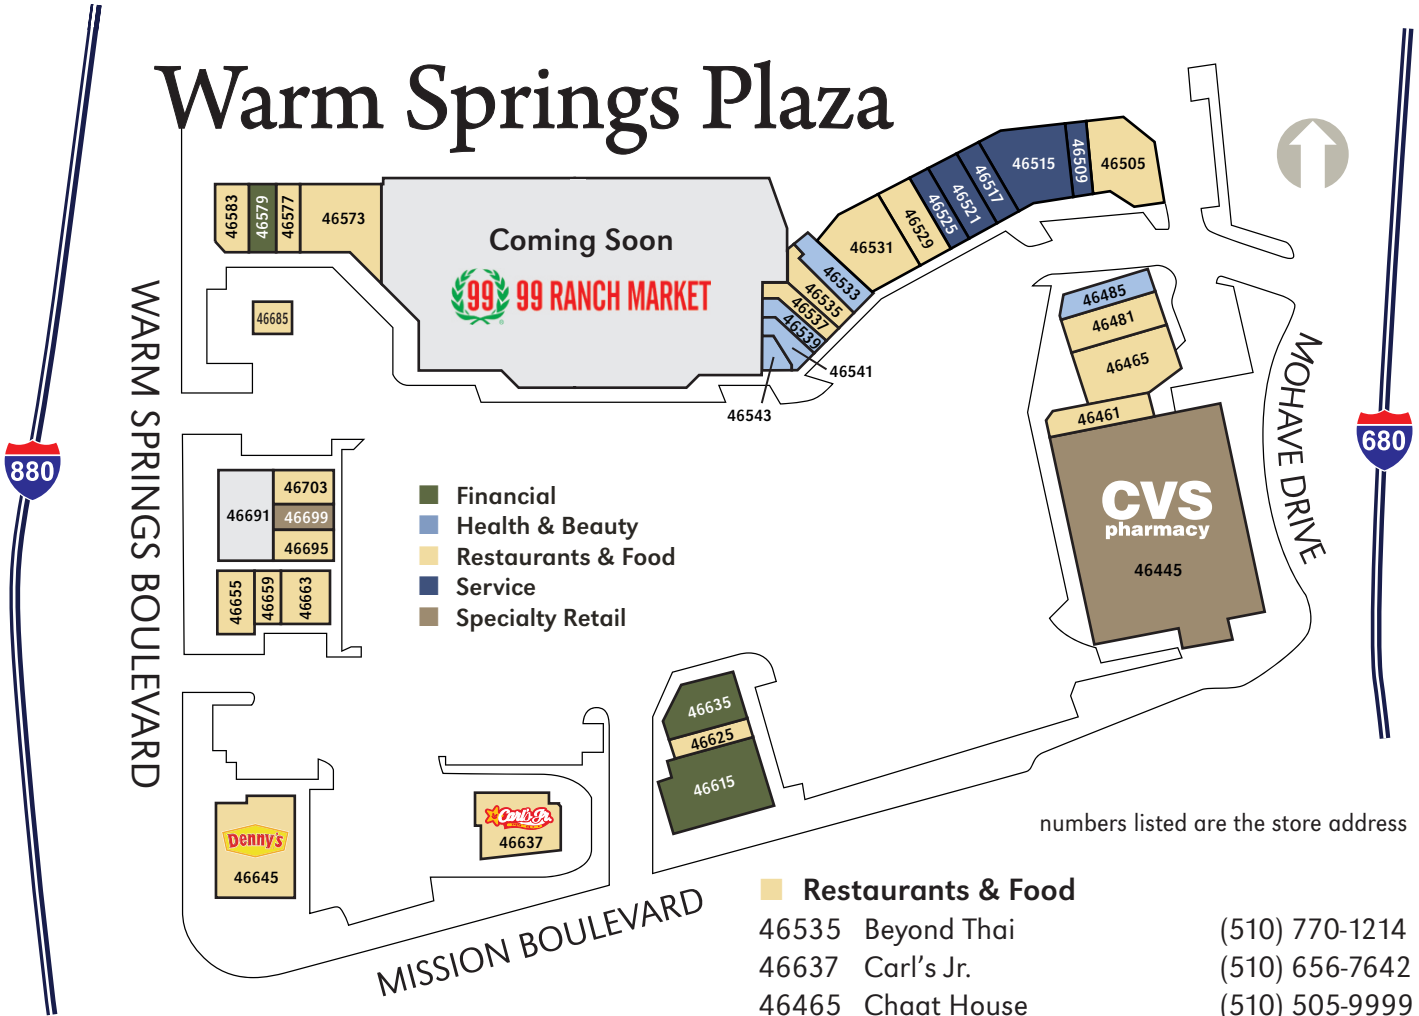 Warm Springs Plaza
46583
46579
46577
46573
Coming Soon
99 99 RANCH MARKET
46685
46531
46529
46525
46521
46517
46515
46509
46505
46533
46535
46537
46539
46541
46543
46485
46481
46465
46461
CVS
pharmacy
46445
WARM SPRINGS BOULEVARD
MOHAVE DRIVE
880
680
46691
46703
46699
46695
46655
46659
46663
Financial
Health & Beauty
Restaurants & Food
Service
Specialty Retail
46635
46625
46615
Denny's
46645
Carl's Jr.
46637
MISSION BOULEVARD
numbers listed are the store address
Restaurants & Food
46535 Beyond Thai (510) 770-1214
46637 Carl's Jr. (510) 656-7642
46465 Chaat House (510) 505-9999